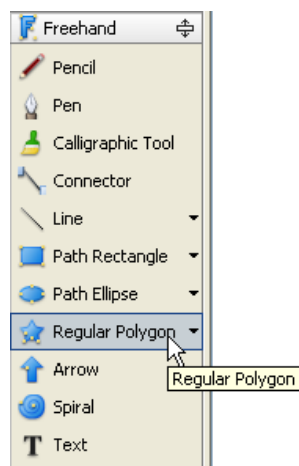 Freehand
Pencil
Pen
Calligraphic Tool
Connector
Line
Path Rectangle
Path Ellipse
Regular Polygon
Arrow
Regular Polygon
Spiral
Text